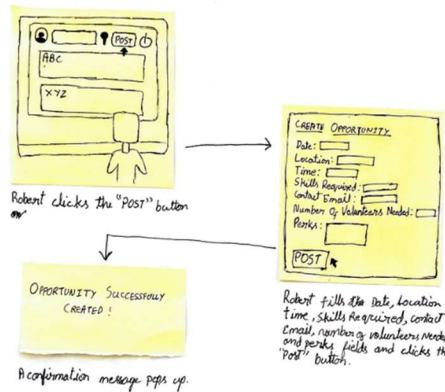 POST
ABC
XYZ
Robert clicks the "POST" button
CREATE OPPORTUNITY
Date:
Location:
Time:
Skills Required:
Contact Email:
Number Of Volunteers Needed:
Perks:
POST
Robert fills the Date, Location
time, Skills Required, contact
Email, number of volunteers Needed
and perks fields and clicks the
"Post" button.
OPPORTUNITY SUCCESSFULLY
CREATED!
A confirmation message pops up.